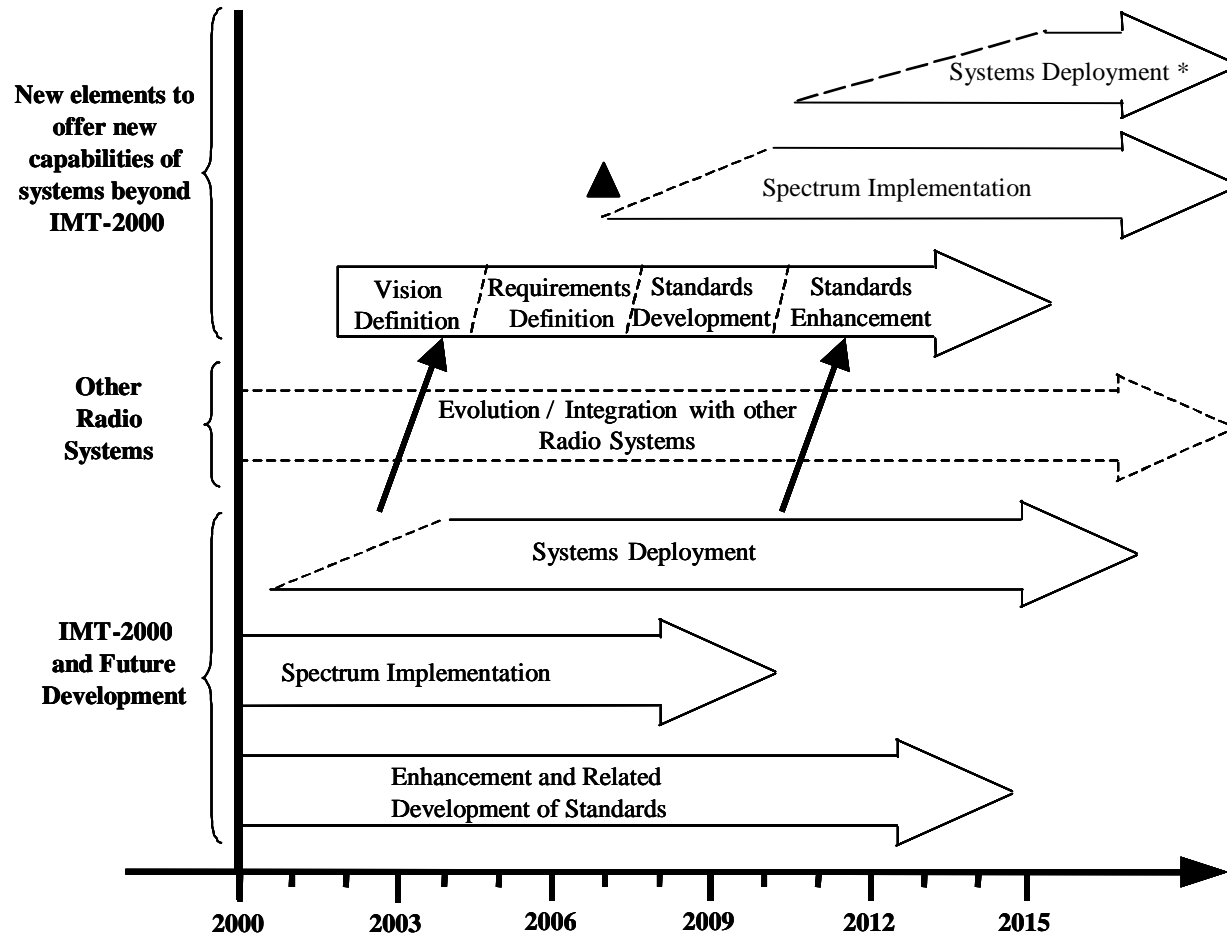 New elements to
offer new
capabilities of
systems beyond
IMT-2000
Systems Deployment *
Spectrum Implementation
Vision
Definition
Requirements
Definition
Standards
Development
Standards
Enhancement
Other
Radio
Systems
Evolution / Integration with other
Radio Systems
IMT-2000
and Future
Development
Systems Deployment
Spectrum Implementation
Enhancement and Related
Development of Standards
2000
2003
2006
2009
2012
2015